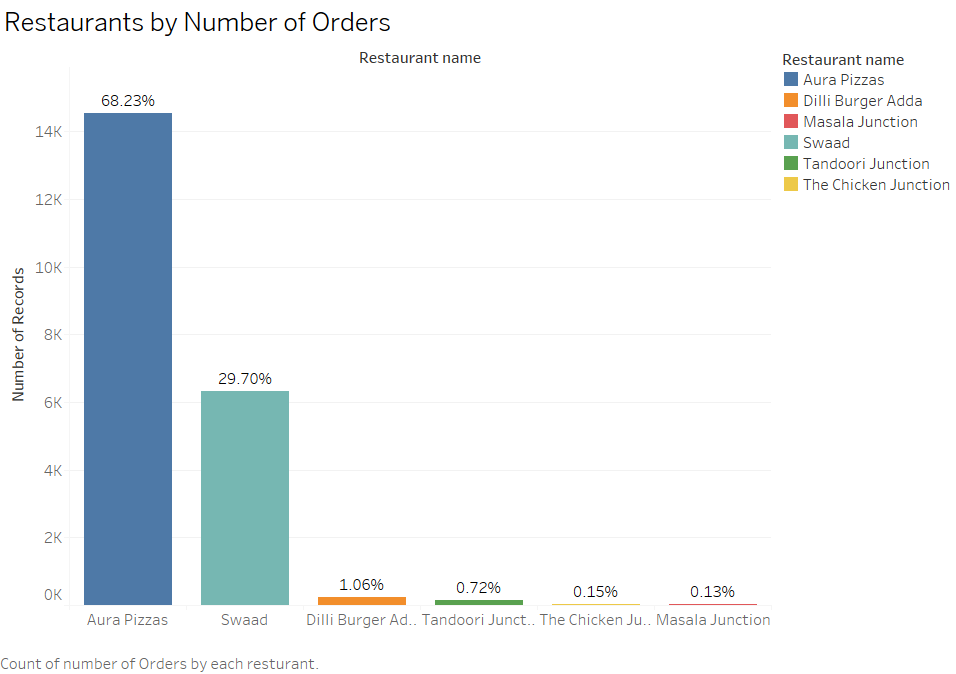 Restaurants by Number of Orders
Restaurant name
Restaurant name
Aura Pizzas
Dilli Burger Adda
Masala Junction
Swaad
Tandoori Junction
The Chicken Junction
Number of Records
14K
12K
10K
8K
6K
4K
2K
0K
68.23%
29.70%
1.06%
0.72%
0.15%
0.13%
Aura Pizzas
Swaad
Dilli Burger Ad..
Tandoori Junct..
The Chicken Ju..
Masala Junction
Count of number of Orders by each resturant.